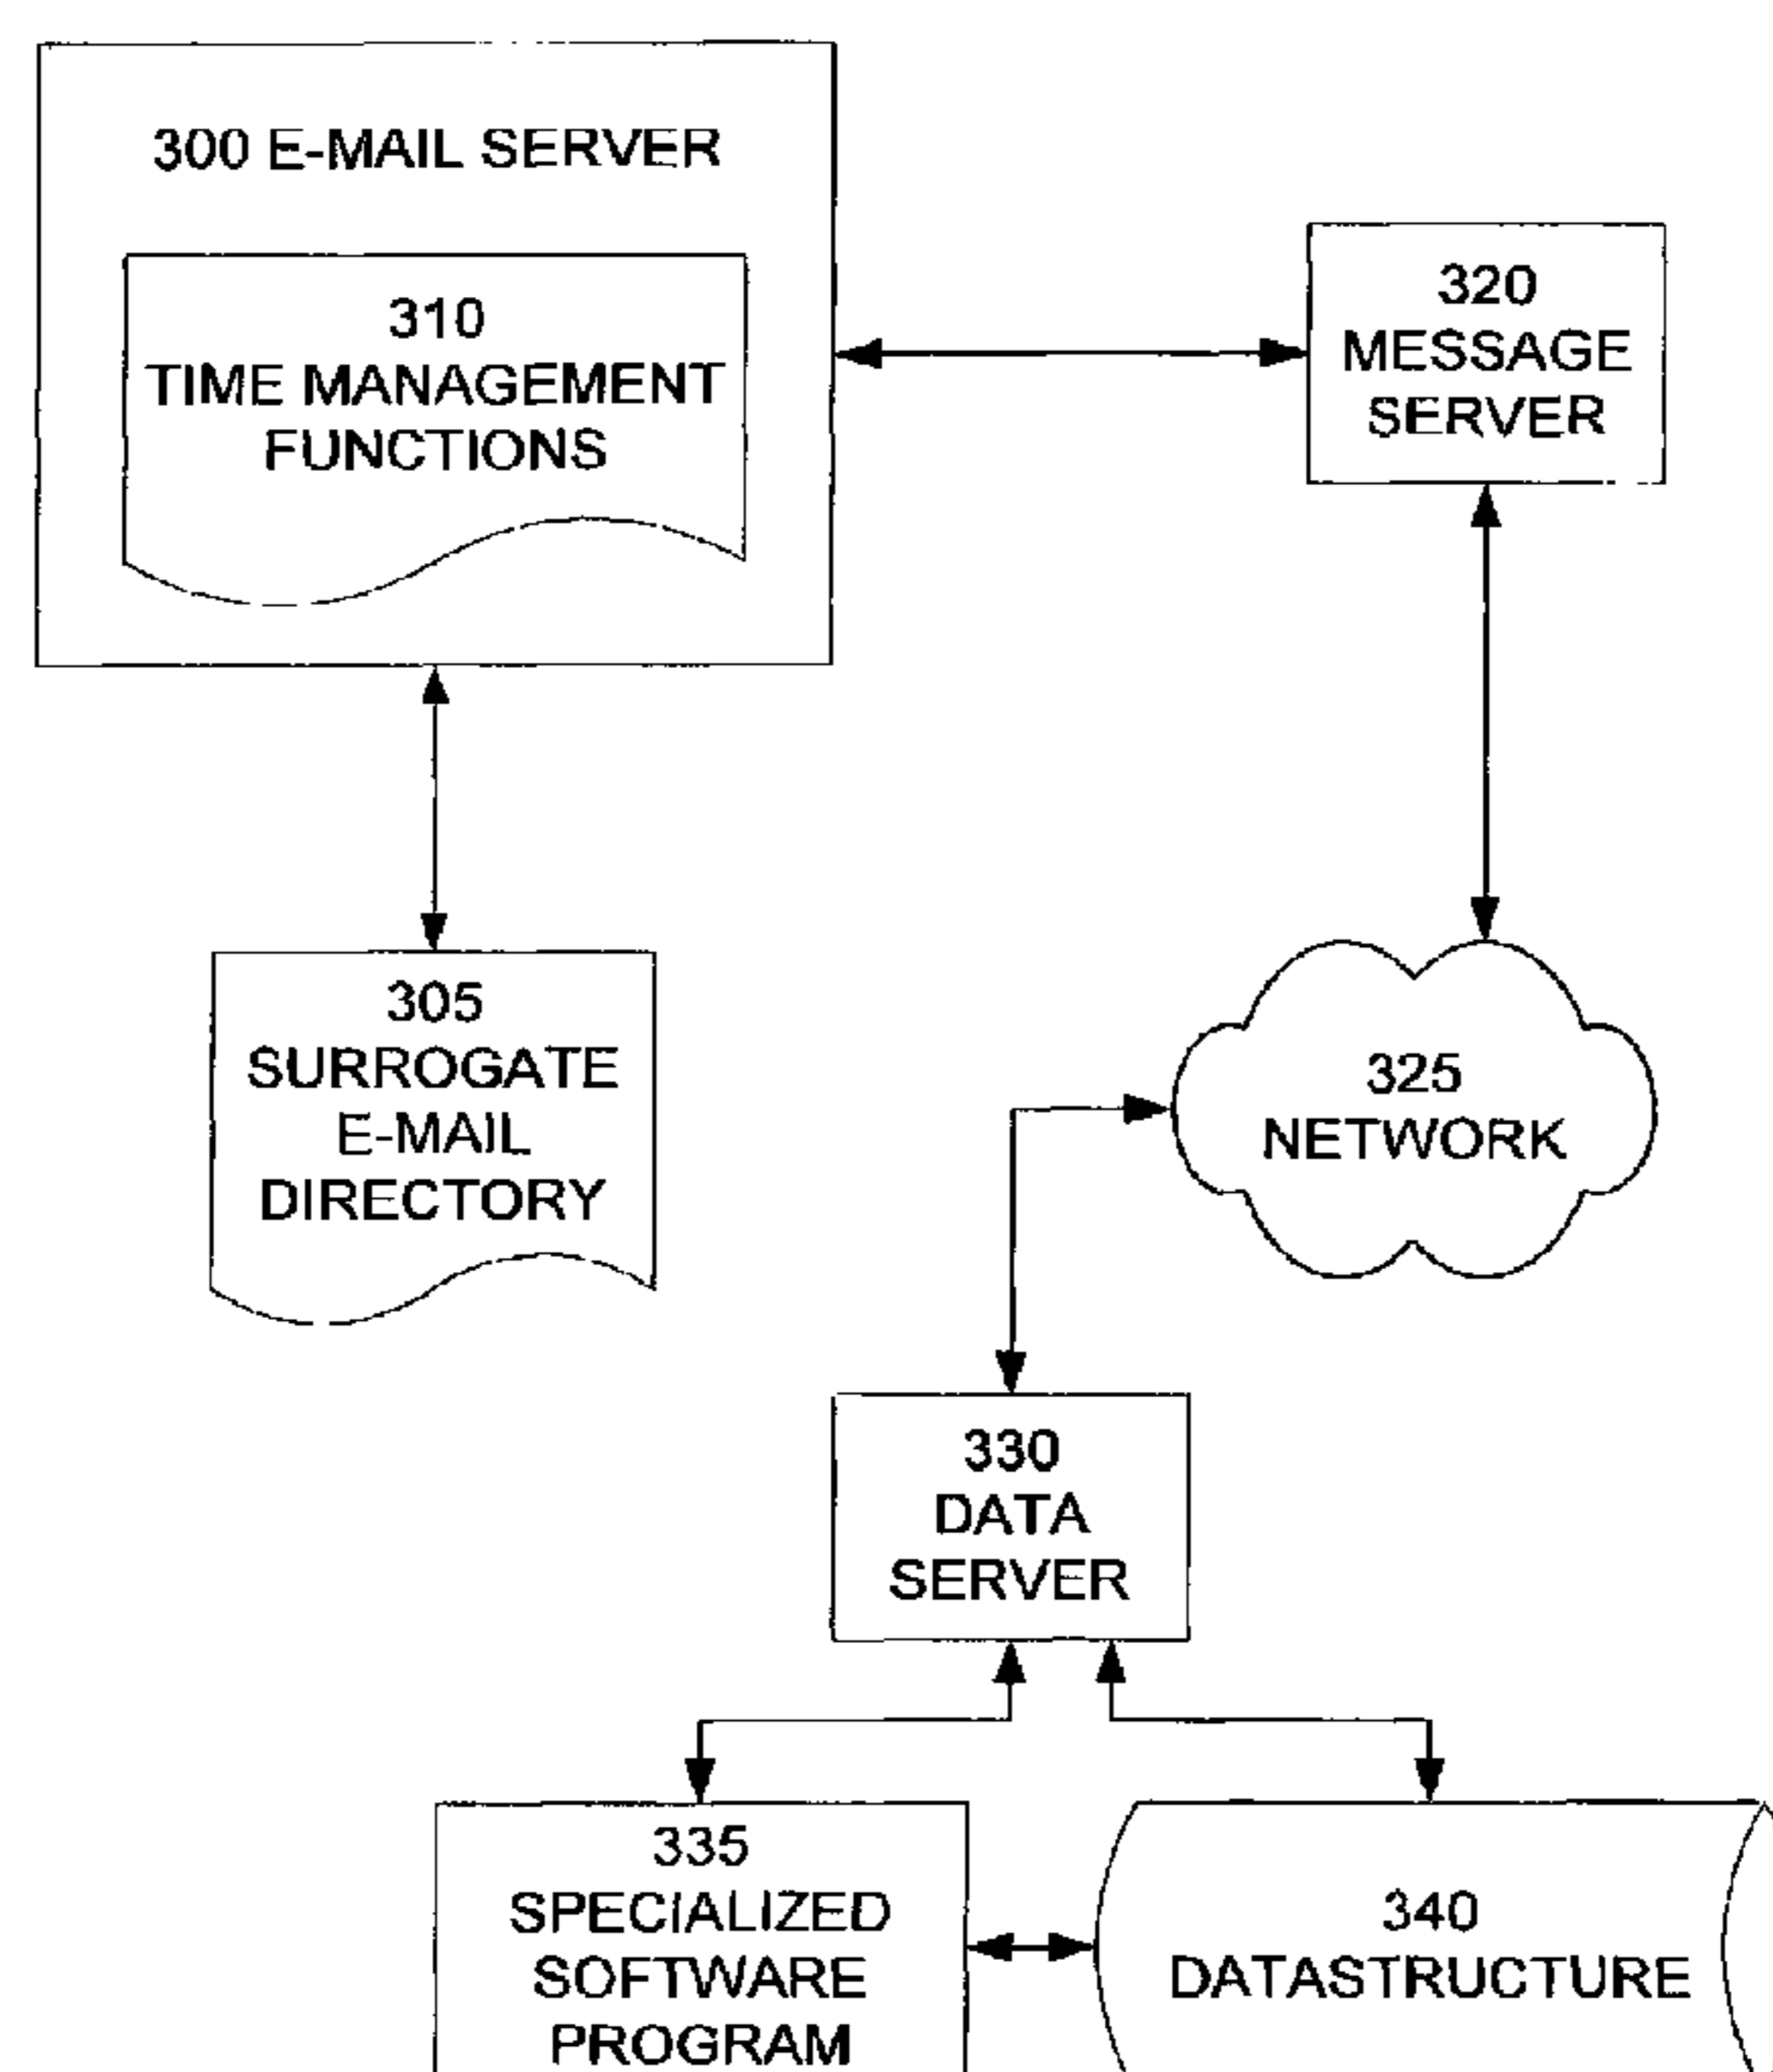 300 E-MAIL SERVER
310
TIME MANAGEMENT
FUNCTIONS
320
MESSAGE
SERVER
305
SURROGATE
E-MAIL
DIRECTORY
325
NETWORK
330
DATA
SERVER
335
SPECIALIZED
SOFTWARE
PROGRAM
340
DATASTRUCTURE